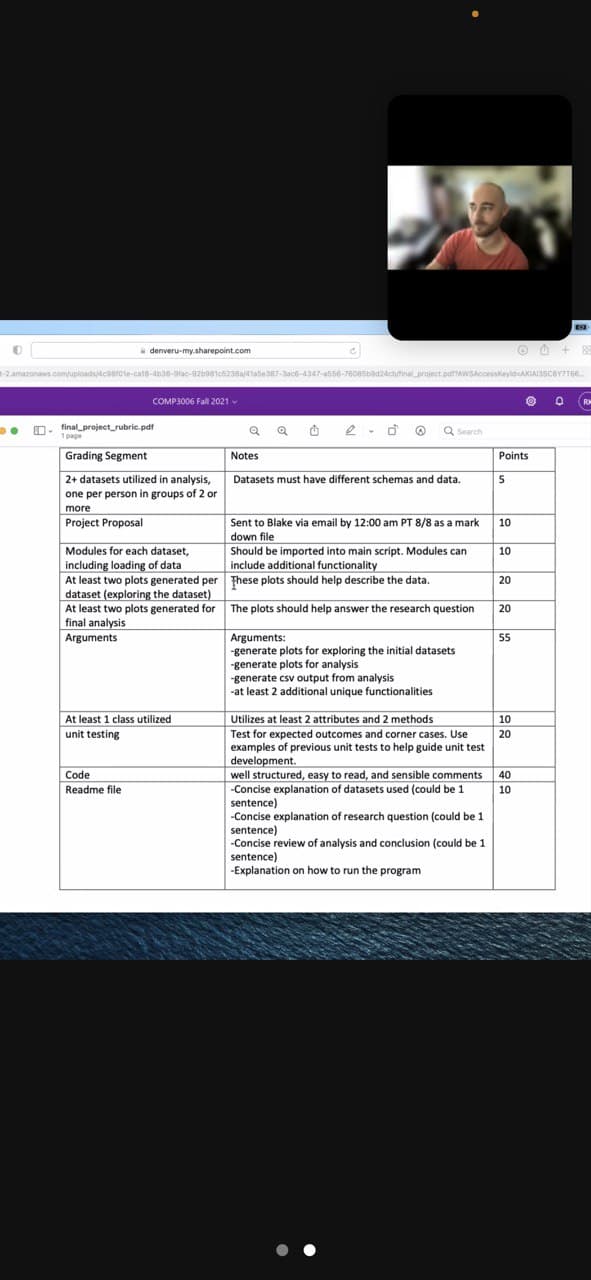 denveru-my.sharepoint.com
COMP3006 Fall 2021
final_project_rubric.pdf
1 page
Search
Grading Segment Notes Points
2+ datasets utilized in analysis, one per person in groups of 2 or more Datasets must have different schemas and data. 5
Project Proposal Sent to Blake via email by 12:00 am PT 8/8 as a mark down file 10
Modules for each dataset, including loading of data Should be imported into main script. Modules can include additional functionality 10
At least two plots generated per dataset (exploring the dataset) These plots should help describe the data. 20
At least two plots generated for final analysis The plots should help answer the research question 20
Arguments Arguments: 55
-generate plots for exploring the initial datasets
-generate plots for analysis
-generate csv output from analysis
-at least 2 additional unique functionalities
At least 1 class utilized Utilizes at least 2 attributes and 2 methods 10
unit testing Test for expected outcomes and corner cases. Use examples of previous unit tests to help guide unit test development. 20
Code well structured, easy to read, and sensible comments 40
Readme file -Concise explanation of datasets used (could be 1 sentence) 10
-Concise explanation of research question (could be 1 sentence)
-Concise review of analysis and conclusion (could be 1 sentence)
-Explanation on how to run the program